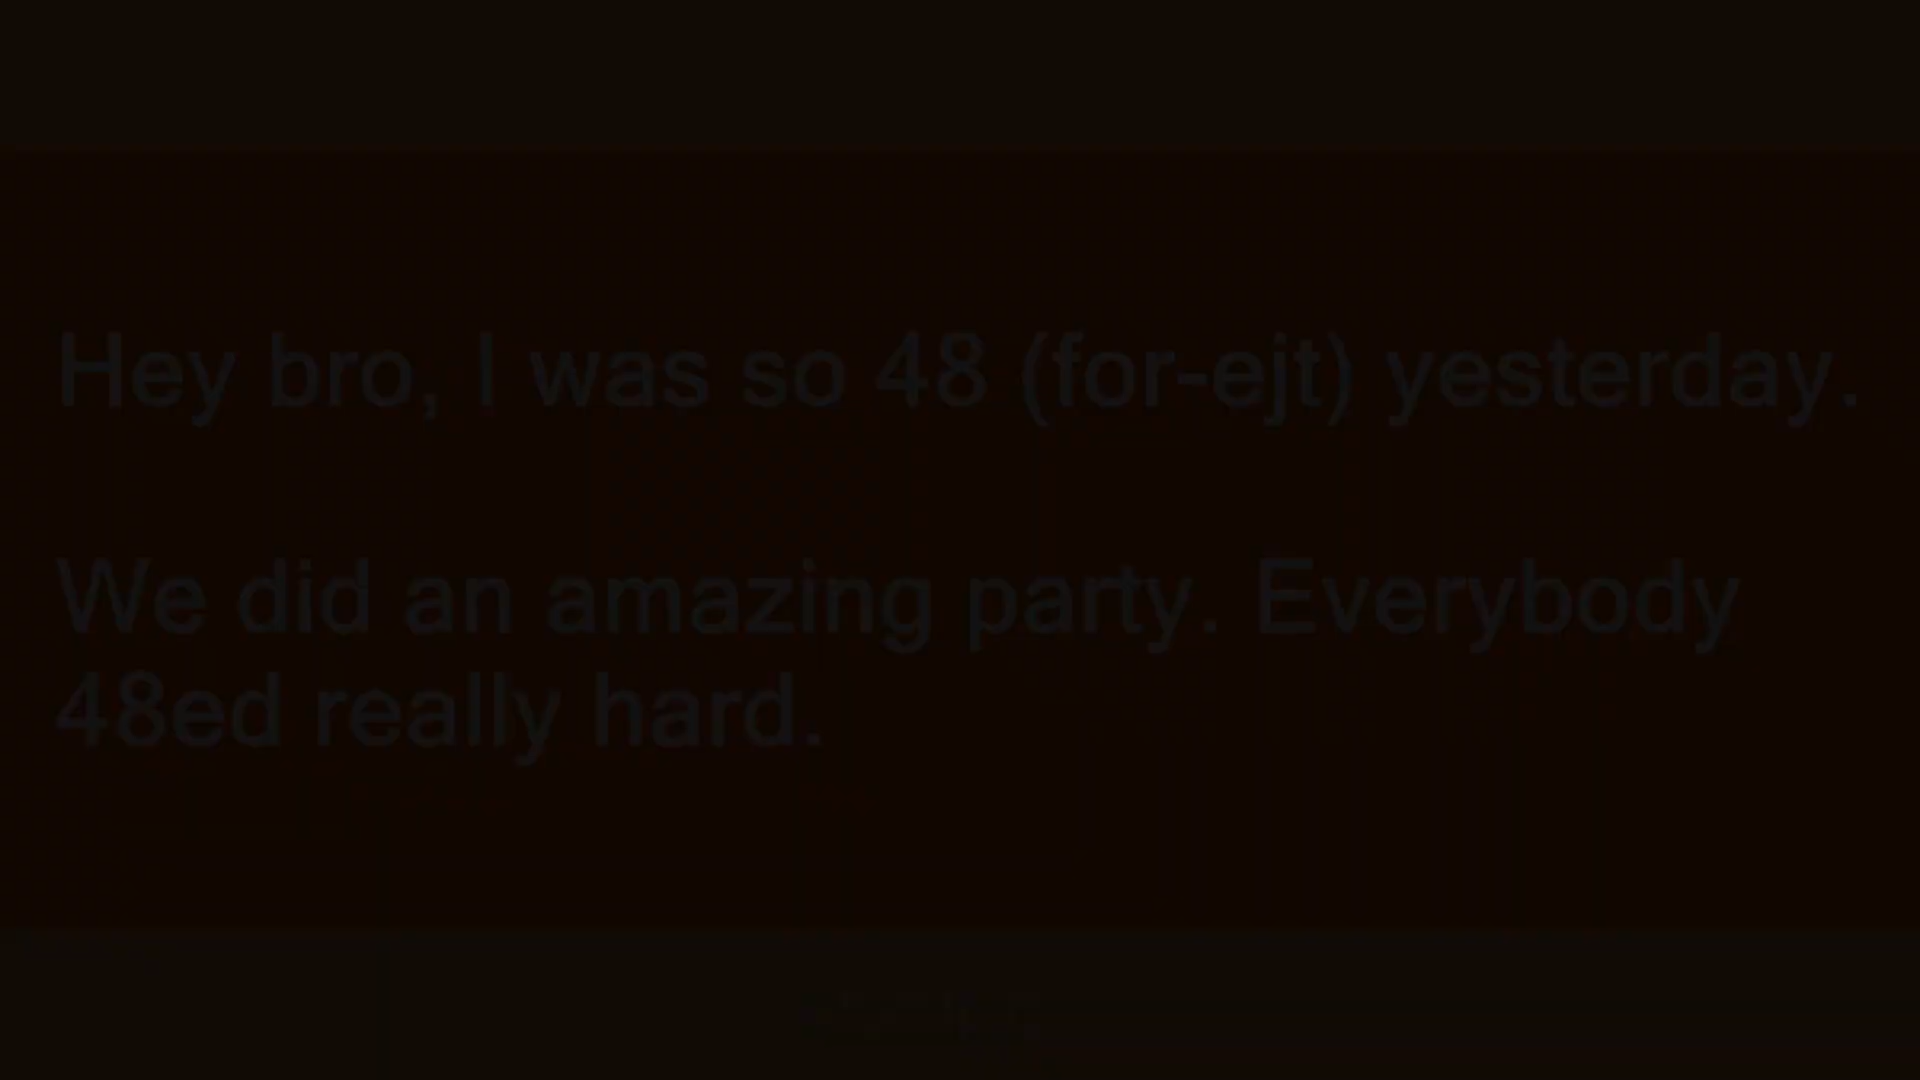 Hey bro, I was so 48 (for-ejt) yesterday.
We did an amazing party. Everybody
48ed really hard.